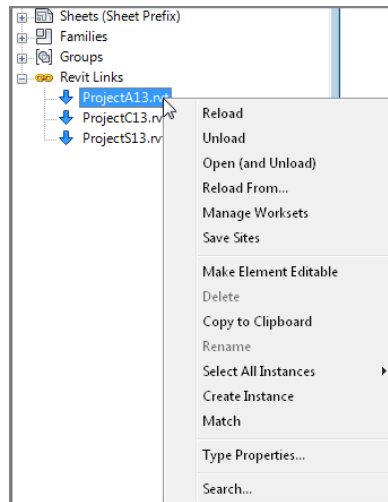 Sheets (Sheet Prefix)
Families
Groups
Revit Links
ProjectA13.rvt
ProjectC13.rv
ProjectS13.rv
Reload
Unload
Open (and Unload)
Reload From...
Manage Worksets
Save Sites
Make Element Editable
Delete
Copy to Clipboard
Rename
Select All Instances
Create Instance
Match
Type Properties...
Search...